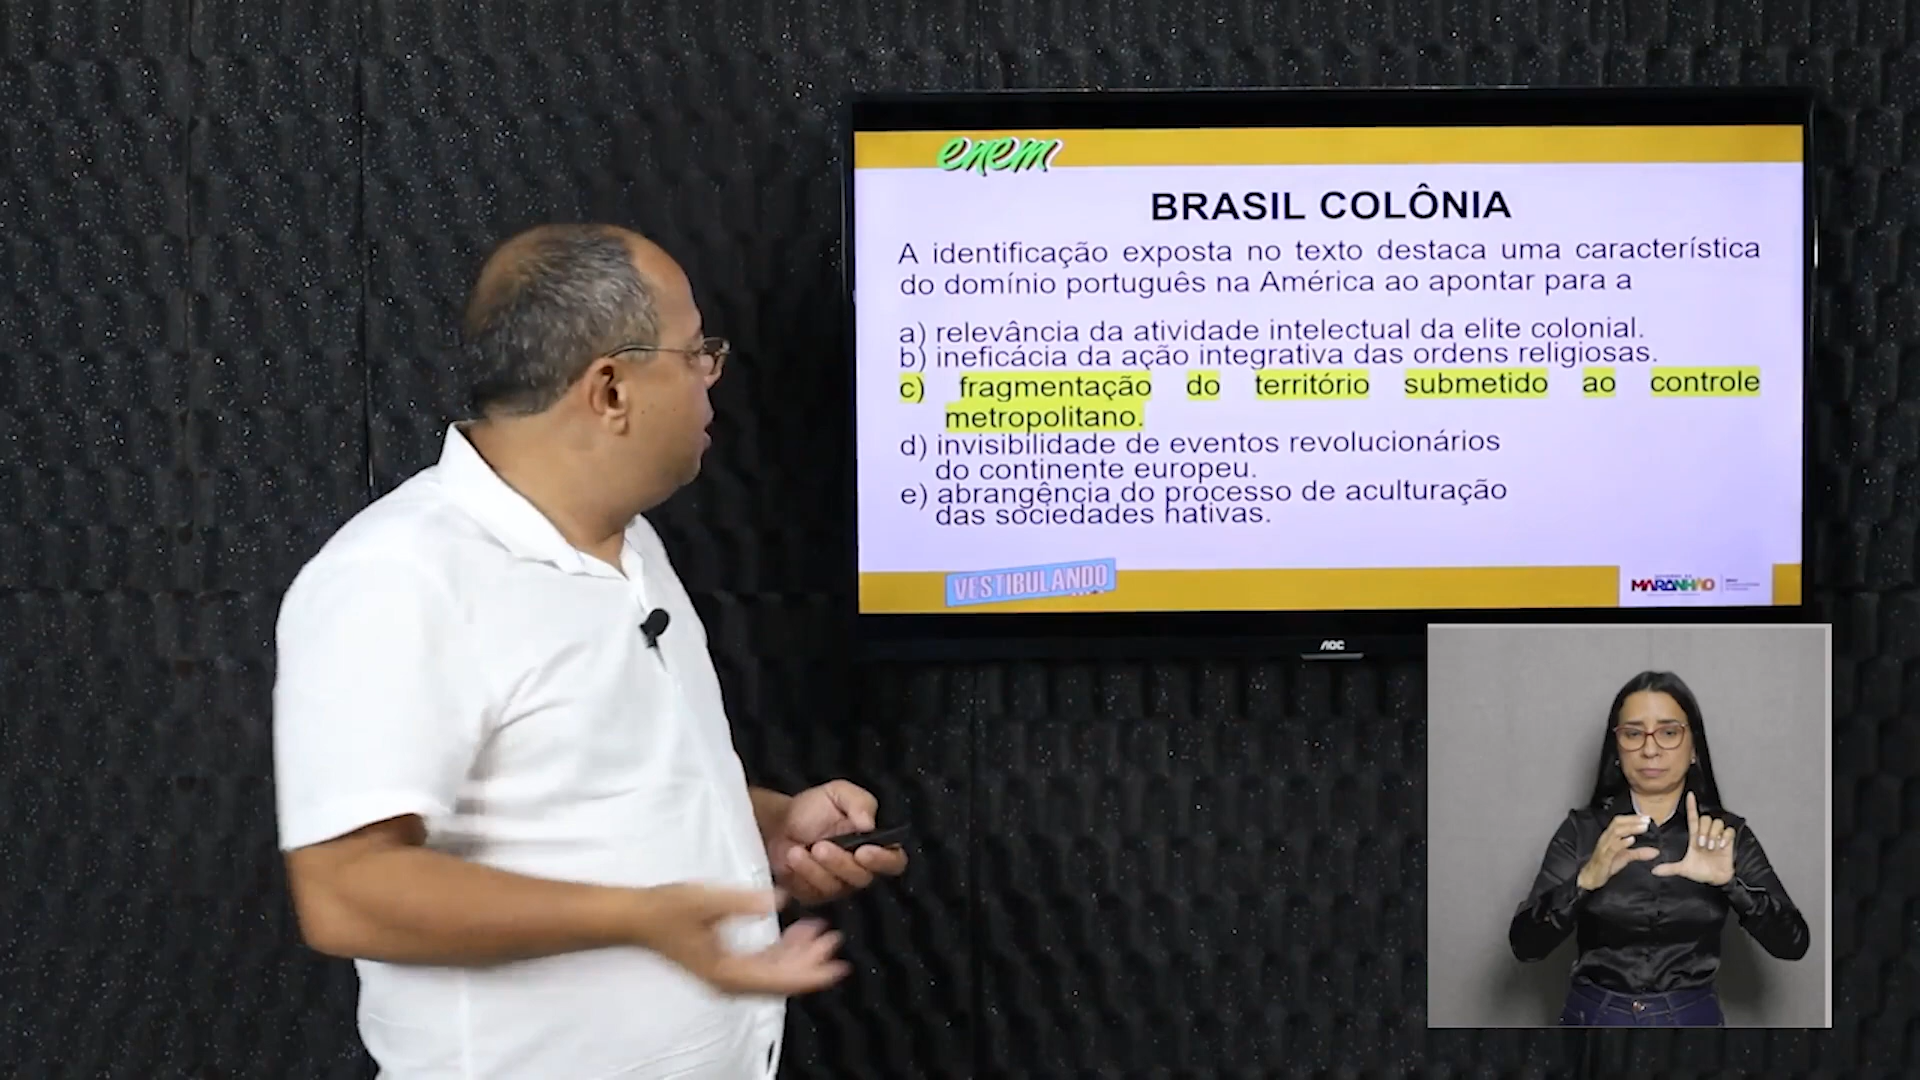 enem
BRASIL COLÔNIA
A identificação exposta no texto destaca uma característica
do domínio português na América ao apontar para a
a) relevância da atividade intelectual da elite colonial.
b) ineficácia da ação integrativa das ordens religiosas.
c) fragmentação do território submetido ao controle
metropolitano.
d) invisibilidade de eventos revolucionários
do continente europeu.
e) abrangência do processo de aculturação
das sociedades nativas.
VESTIBULANDO
MARANHÃO
AOC